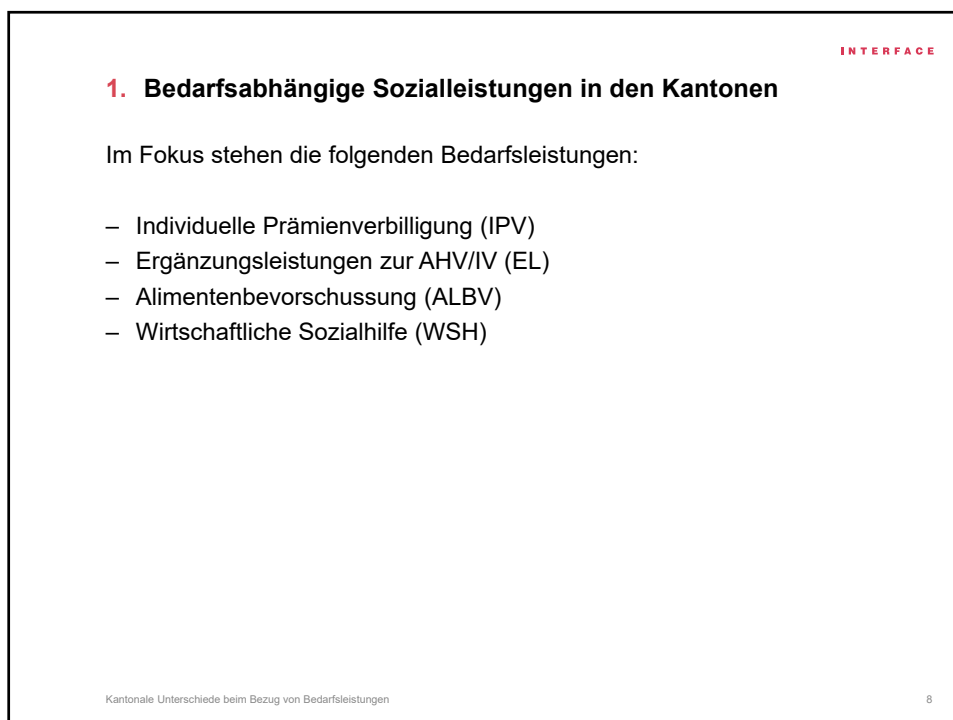 INTERFACE
1. Bedarfsabhängige Sozialleistungen in den Kantonen
Im Fokus stehen die folgenden Bedarfsleistungen:
– Individuelle Prämienverbilligung (IPV)
– Ergänzungsleistungen zur AHV/IV (EL)
– Alimentenbevorschussung (ALBV)
– Wirtschaftliche Sozialhilfe (WSH)
Kantonale Unterschiede beim Bezug von Bedarfsleistungen 8